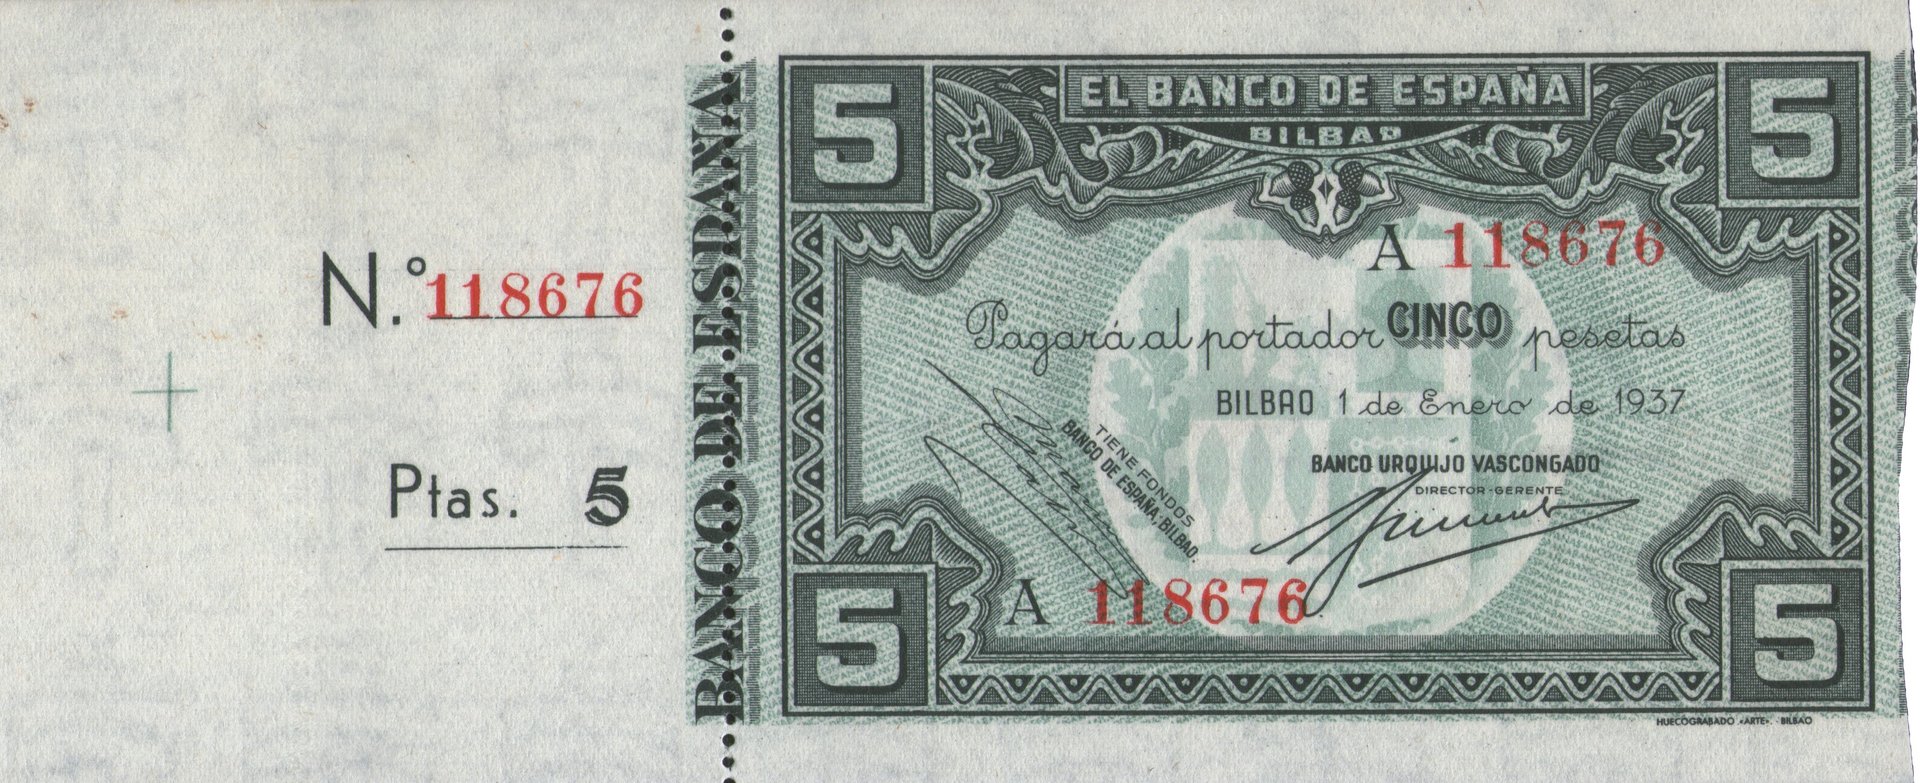 N.º 118676
Ptas. 5
BANCO DE ESPAÑA
5 5
EL BANCO DE ESPAÑA
BILBAO
A 118676
Pagará al portador CINCO pesetas
BILBAO 1 de Enero de 1937
TIENE FONDOS
BANCO DE ESPAÑA, BILBAO
BANCO URQUIJO VASCONGADO
DIRECTOR-GERENTE
A 118676
5 5
HUECOGRABADO «ARTE». BILBAO